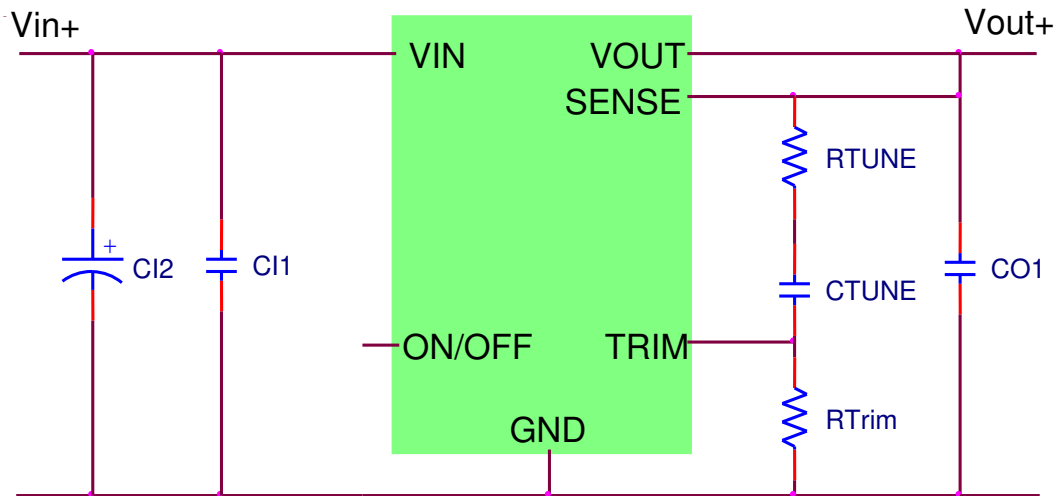 Vin+
Vout+
VIN
VOUT
SENSE
RTUNE
+
CI2
CI1
CTUNE
CO1
ON/OFF
TRIM
RTrim
GND